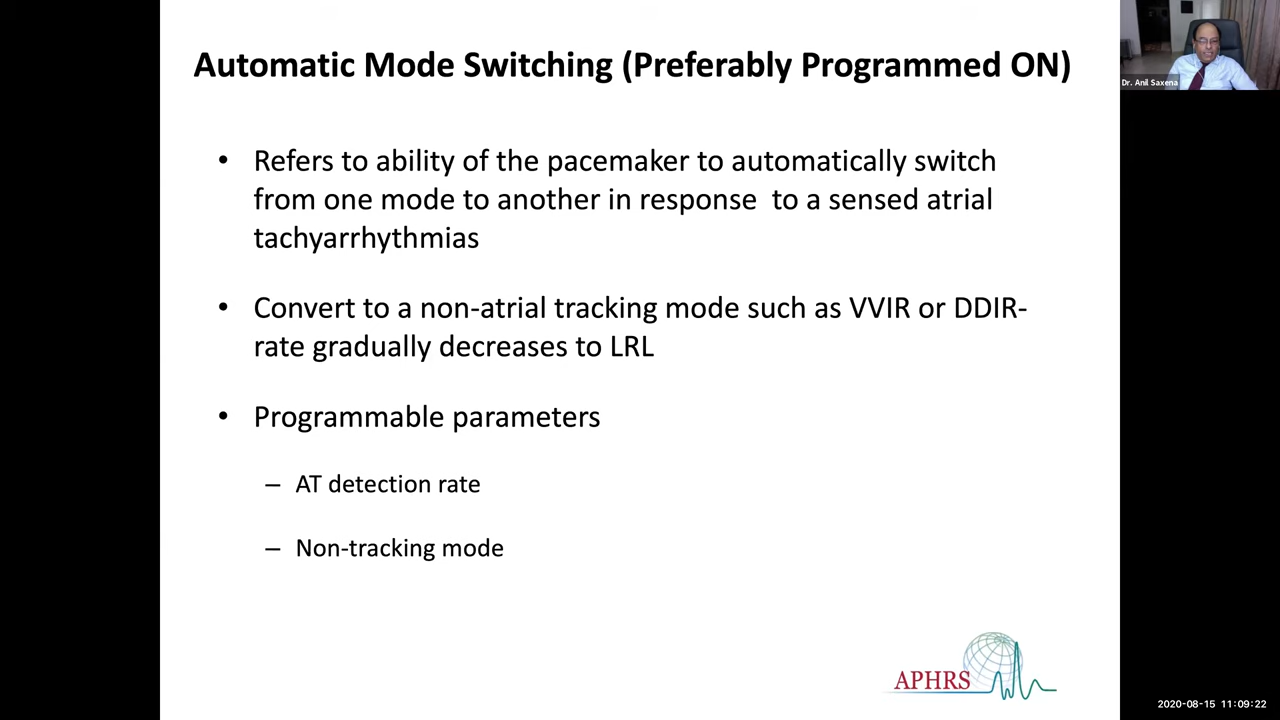 Automatic Mode Switching (Preferably Programmed ON)
• Refers to ability of the pacemaker to automatically switch
from one mode to another in response  to a sensed atrial
tachyarrhythmias
• Convert to a non-atrial tracking mode such as VVIR or DDIR-
rate gradually decreases to LRL
• Programmable parameters
– AT detection rate
– Non-tracking mode
APHRS
Dr. Anil Saxena
2020-08-15 11:09:22